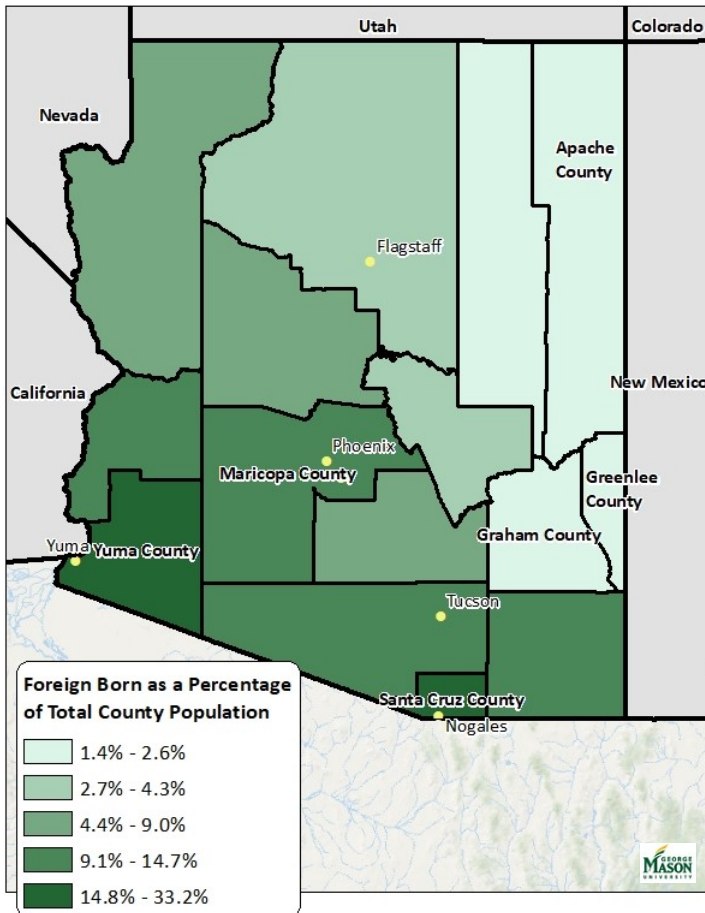 Utah
Colorado
Nevada
Apache
County
Flagstaff
California
New Mexico
Phoenix
Maricopa County
Greenlee
County
Graham County
Yuma
Yuma County
Tucson
Santa Cruz County
Nogales
Foreign Born as a Percentage
of Total County Population
1.4% - 2.6%
2.7% - 4.3%
4.4% - 9.0%
9.1% - 14.7%
14.8% - 33.2%
GEORGE
MASON
UNIVERSITY